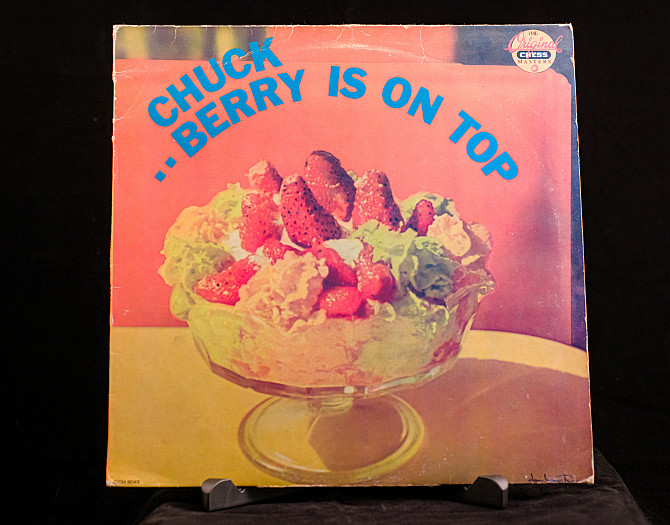 CHUCK
..BERRY IS ON TOP
THE
Original
CHESS
MASTERS